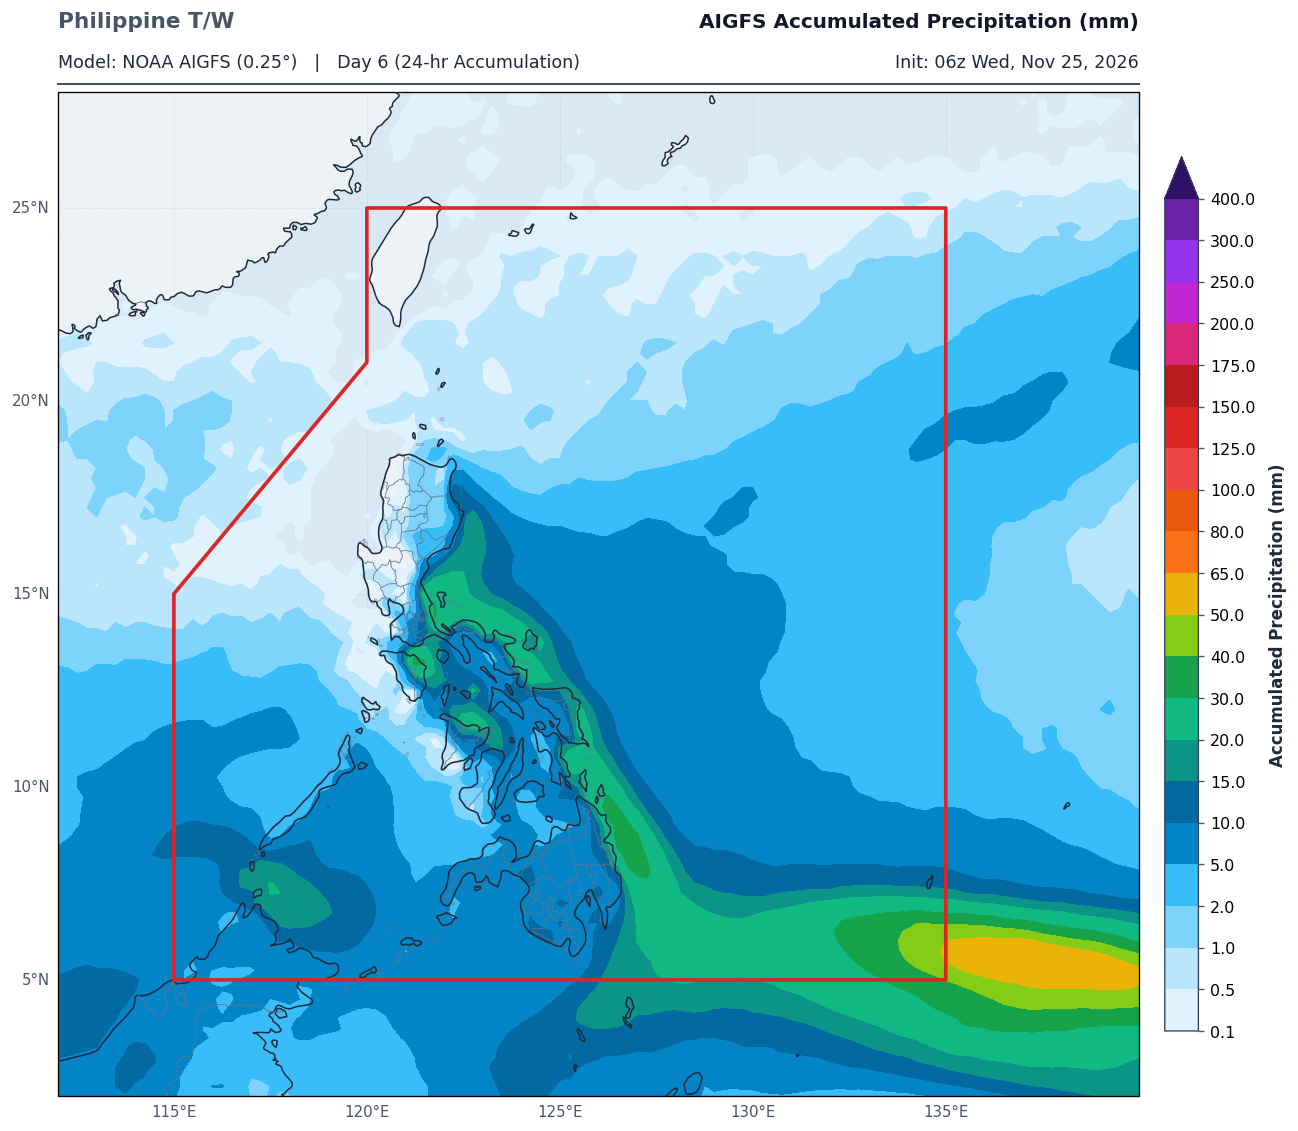 Philippine T/W
AIGFS Accumulated Precipitation (mm)
Model: NOAA AIGFS (0.25°) | Day 6 (24-hr Accumulation)
Init: 06z Wed, Nov 25, 2026
25°N
20°N
15°N
10°N
5°N
115°E
120°E
125°E
130°E
135°E
400.0
300.0
250.0
200.0
175.0
150.0
125.0
100.0
80.0
65.0
50.0
40.0
30.0
20.0
15.0
10.0
5.0
2.0
1.0
0.5
0.1
Accumulated Precipitation (mm)